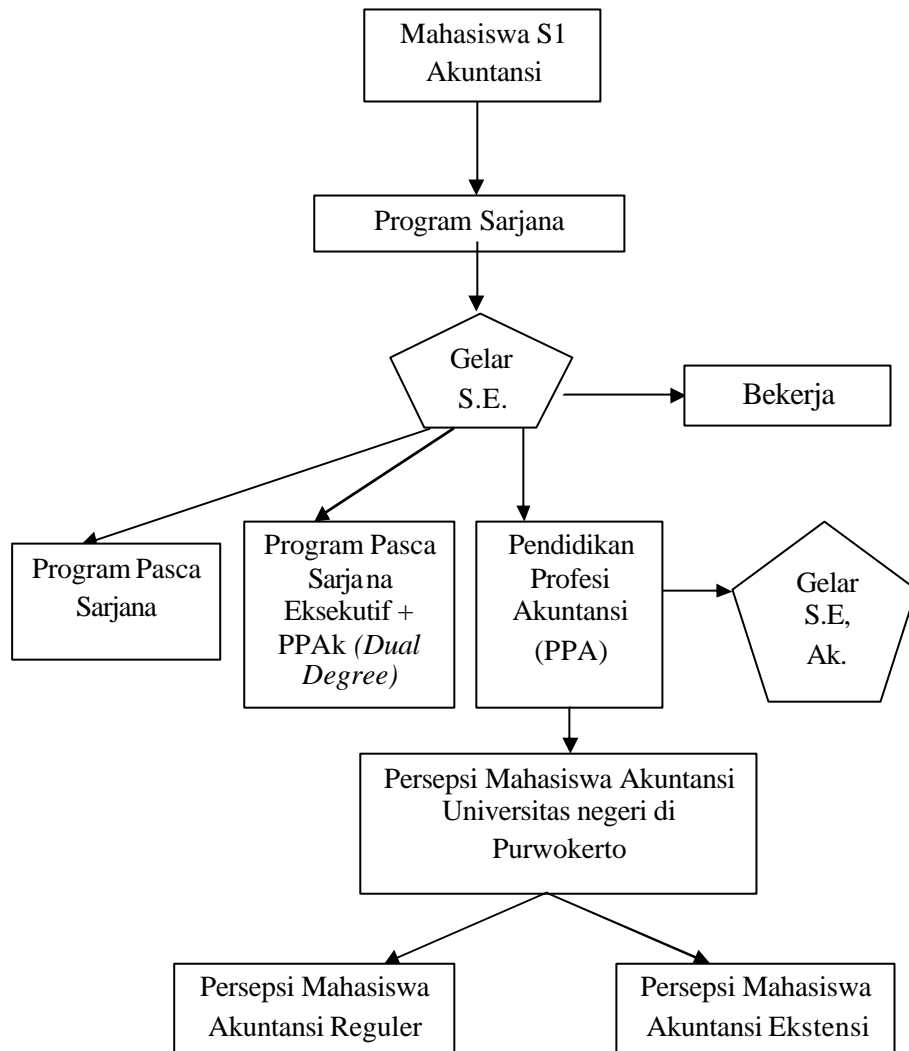 Mahasiswa S1
Akuntansi
Program Sarjana
Gelar
S.E.
Bekerja
Program Pasca
Sarjana
Program Pasca
Sarjana
Eksekutif +
PPAk (Dual
Degree)
Pendidikan
Profesi
Akuntansi
(PPA)
Gelar
S.E,
Ak.
Persepsi Mahasiswa Akuntansi
Universitas negeri di
Purwokerto
Persepsi Mahasiswa
Akuntansi Reguler
Persepsi Mahasiswa
Akuntansi Ekstensi